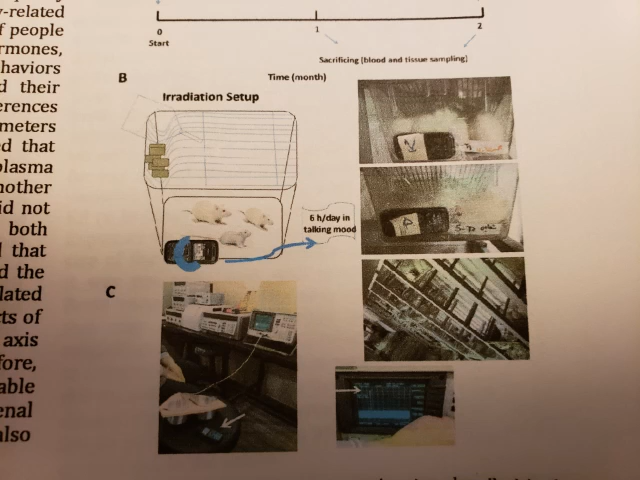 y-related
f people
rmones,
haviors
d their
erences
meters
ed that
plasma
nother
id not
both
that
d the
lated
ts of
axis
fore,
able
enal
also
0
1
2
Start
Sacrificing (blood and tissue sampling)
Time (month)
B
Irradiation Setup
6 h/day in
talking mood
C